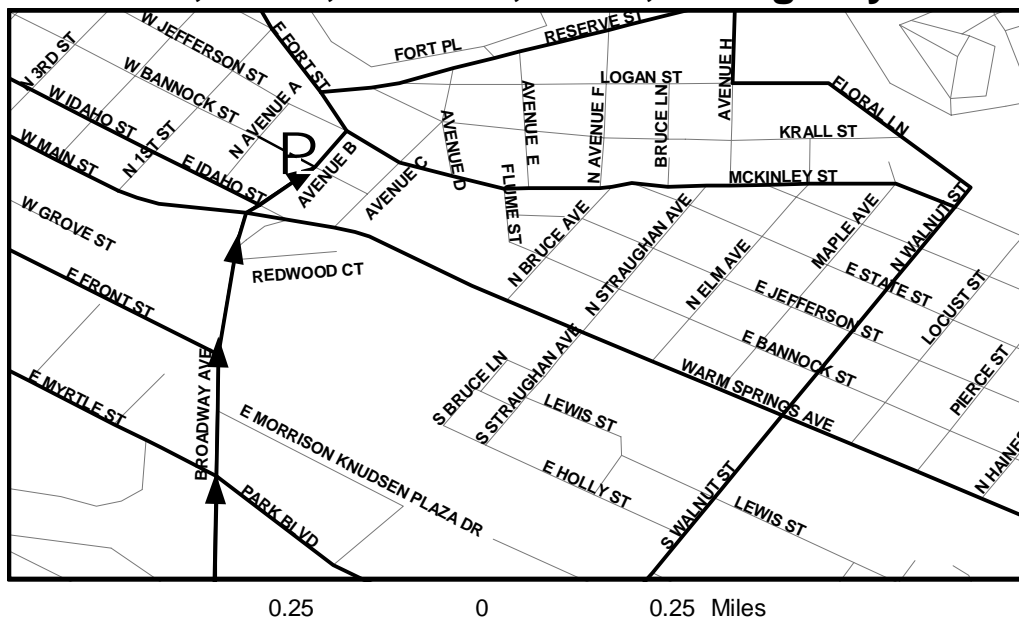 W JEFFERSON ST
E FORT ST
FORT PL
RESERVE ST
AVENUE H
N 3RD ST
W BANNOCK ST
N AVENUE A
LOGAN ST
FLORAL LN
W IDAHO ST
AVENUE E
N AVENUE F
BRUCE LN
AVENUE D
KRALL ST
W MAIN ST
N 1ST ST
P
AVENUE B
AVENUE C
E IDAHO ST
MCKINLEY ST
FLUME ST
W GROVE ST
N BRUCE AVE
N STRAUGHAN AVE
MAPLE AVE
N WALNUT ST
REDWOOD CT
N ELM AVE
E STATE ST
E FRONT ST
E JEFFERSON ST
LOCUST ST
E BANNOCK ST
BROADWAY AVE
S BRUCE LN
S STRAUGHAN AVE
WARM SPRINGS AVE
PIERCE ST
E MYRTLE ST
LEWIS ST
E MORRISON KNUDSEN PLAZA DR
E HOLLY ST
N HAINES
PARK BLVD
S WALNUT ST
LEWIS ST
0.25 0 0.25 Miles